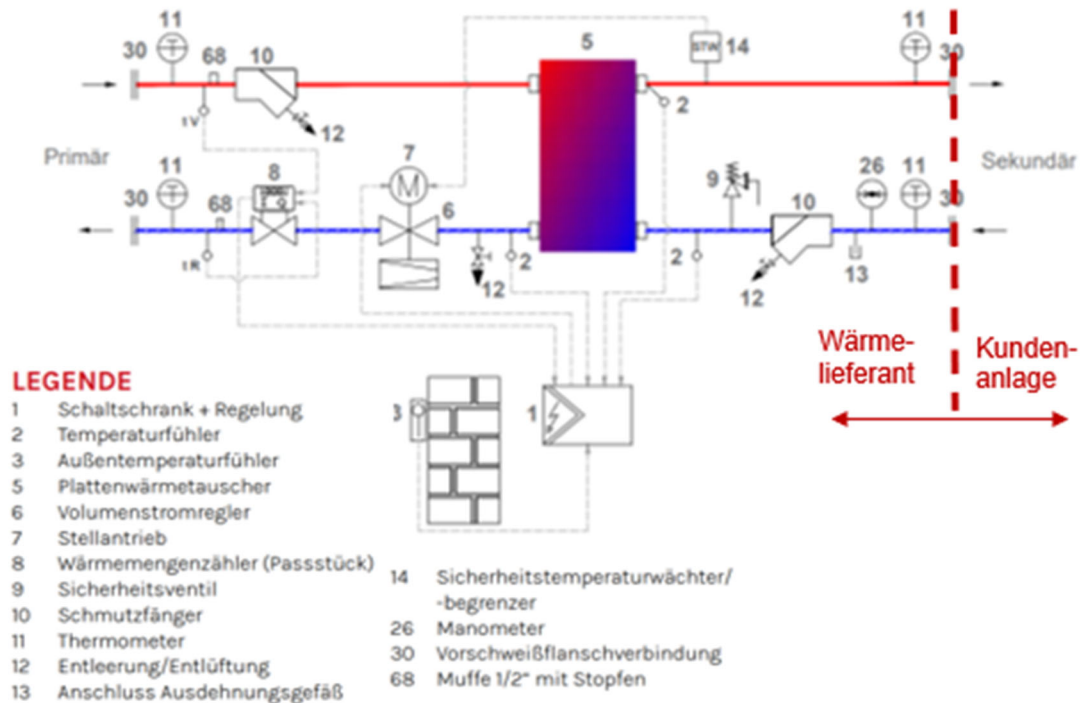 11
11
30
68
10
5
STW
14
30
2
tV
12
Primär
Sekundär
11
7
8
M
9
26
11
30
68
6
10
30
tR
2
2
12
12
13
Wärme-
lieferant
Kunden-
anlage
3
1
LEGENDE
1 Schaltschrank + Regelung
2 Temperaturfühler
3 Außentemperaturfühler
5 Plattenwärmetauscher
6 Volumenstromregler
7 Stellantrieb
8 Wärmemengenzähler (Passstück)
9 Sicherheitsventil
10 Schmutzfänger
11 Thermometer
12 Entleerung/Entlüftung
13 Anschluss Ausdehnungsgefäß
14 Sicherheitstemperaturwächter/
-begrenzer
26 Manometer
30 Vorschweißflanschverbindung
68 Muffe 1/2" mit Stopfen